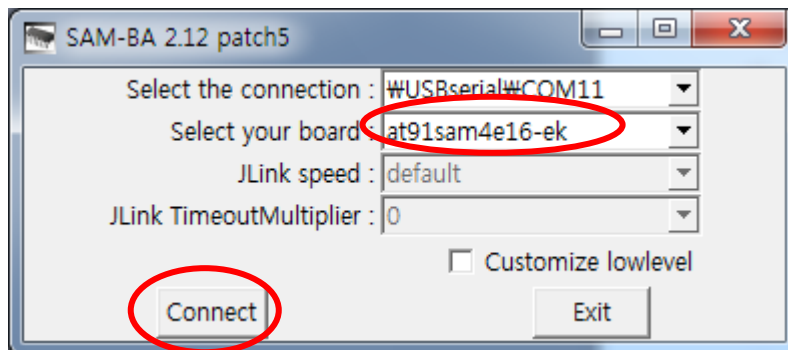 SAM-BA 2.12 patch5
Select the connection : ₩USBserial₩COM11
Select your board : at91sam4e16-ek
JLink speed : default
JLink TimeoutMultiplier : 0
Customize lowlevel
Connect Exit